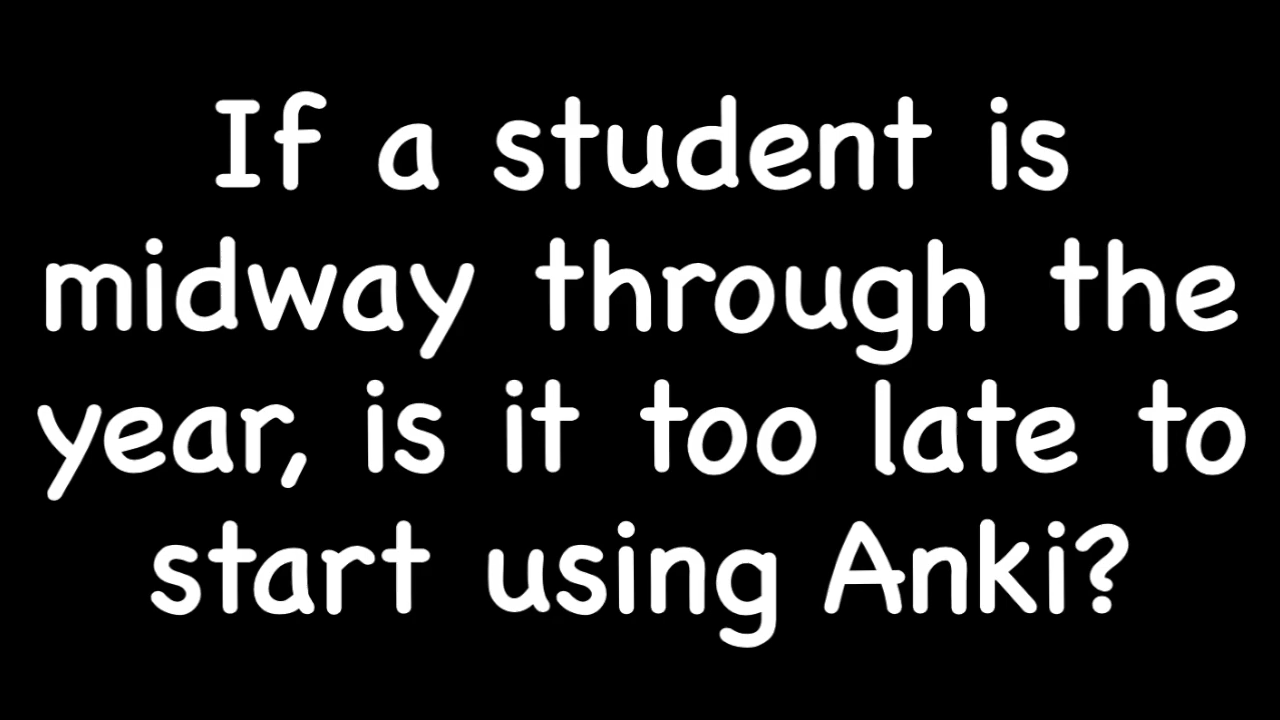 If a student is
midway through the
year, is it too late to
start using Anki?